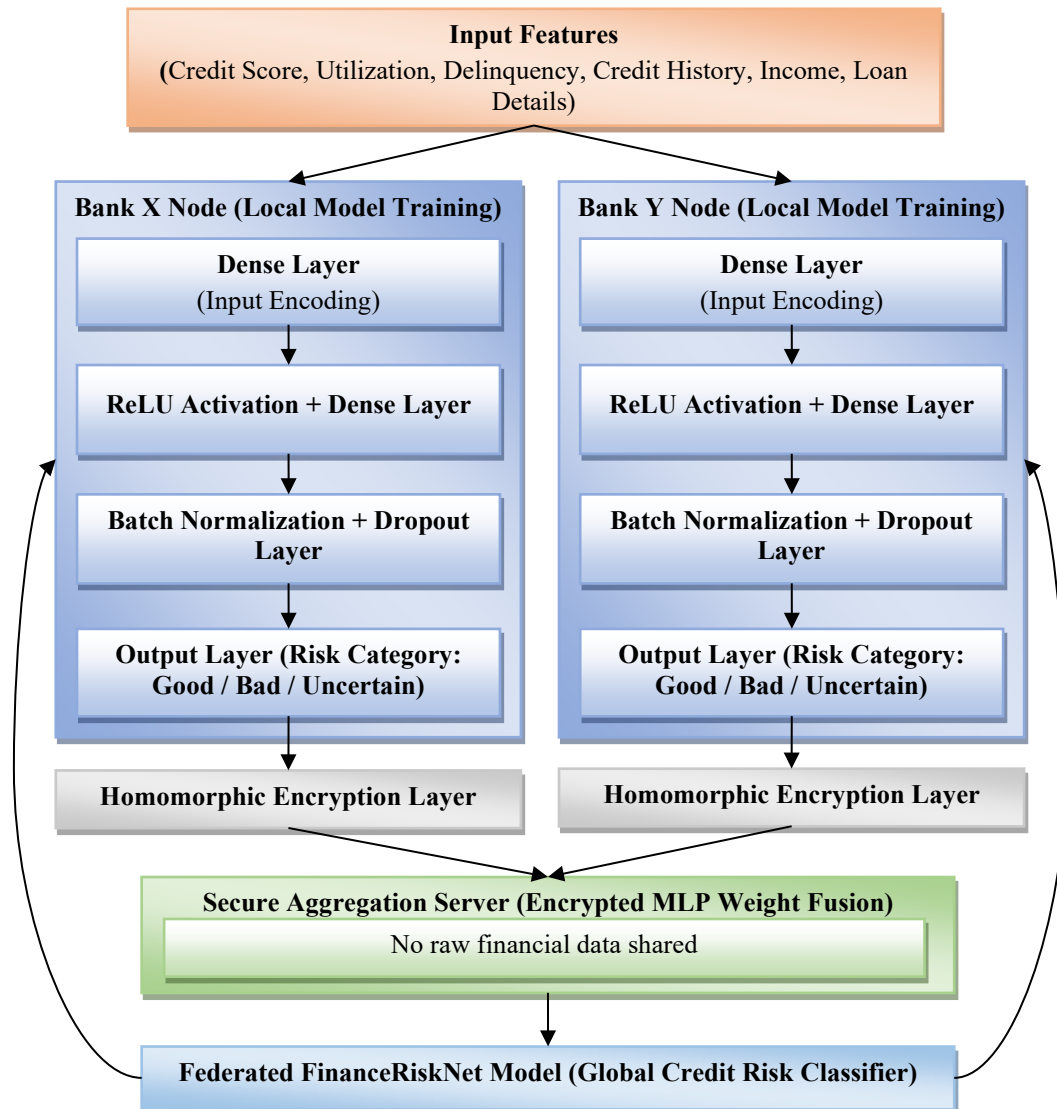 Input Features
(Credit Score, Utilization, Delinquency, Credit History, Income, Loan
Details)
Bank X Node (Local Model Training)
Dense Layer
(Input Encoding)
ReLU Activation + Dense Layer
Batch Normalization + Dropout
Layer
Output Layer (Risk Category:
Good / Bad / Uncertain)
Homomorphic Encryption Layer
Bank Y Node (Local Model Training)
Dense Layer
(Input Encoding)
ReLU Activation + Dense Layer
Batch Normalization + Dropout
Layer
Output Layer (Risk Category:
Good / Bad / Uncertain)
Homomorphic Encryption Layer
Secure Aggregation Server (Encrypted MLP Weight Fusion)
No raw financial data shared
Federated FinanceRiskNet Model (Global Credit Risk Classifier)